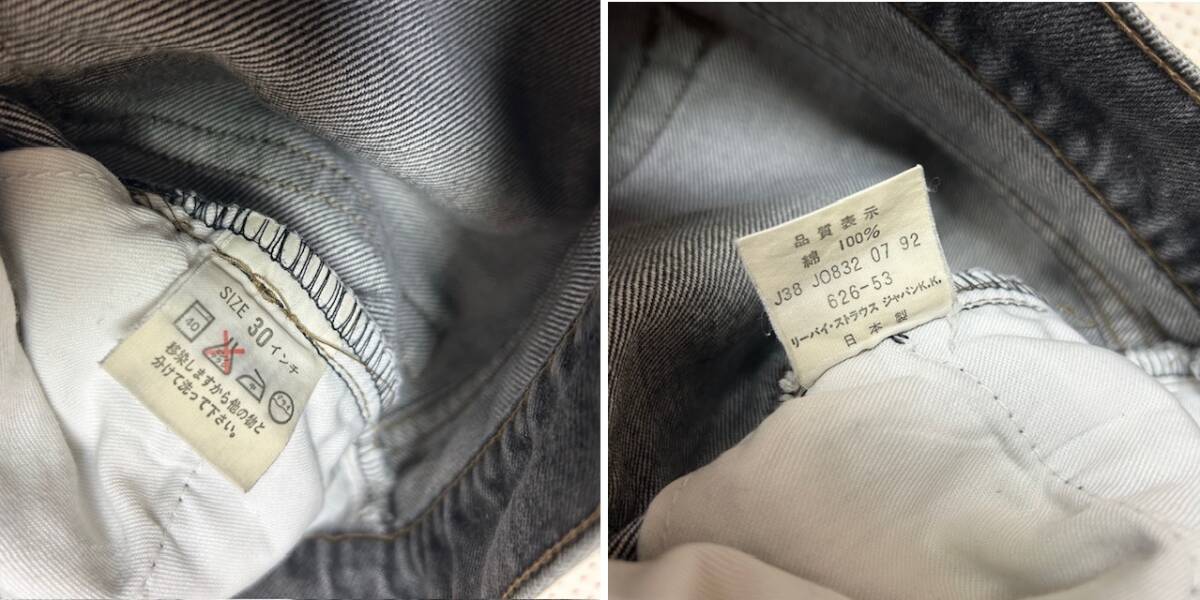 SIZE 30インチ
40
移染しますから他の物と
分けて洗って下さい。
品質表示
綿 100%
J38 JO832 07 92
626-53
リーバイ・ストラウス ジャパンK.K.
日本製